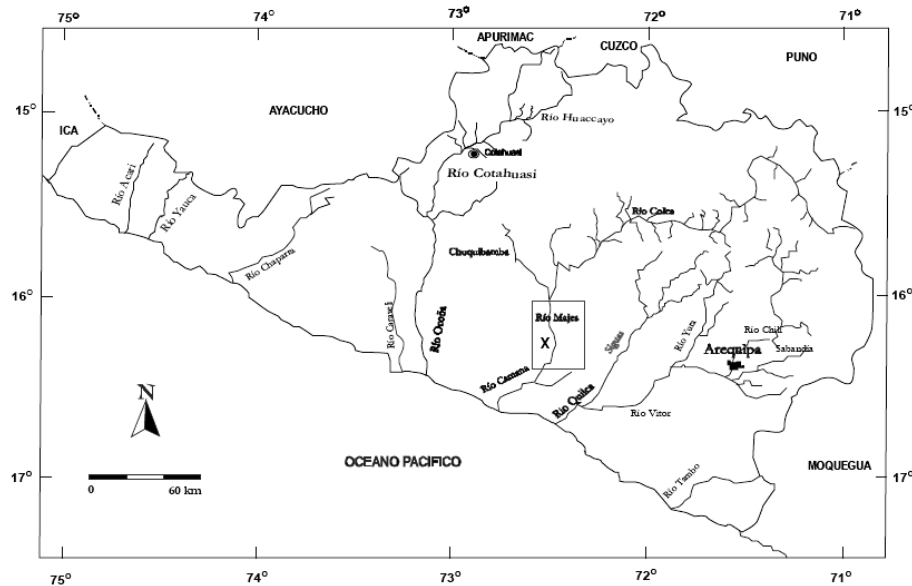 75° 74° 73° 72° 71°
APURIMAC
CUZCO
PUNO
15° 15°
AYACUCHO
ICA
Río Huaccayo
Cotahuasi
Río Cotahuasi
Río Acarí
Río Yauca
Río Colca
Chuquibamba
Río Chaparra
16° 16°
Río Majes
Río Caravelí
Río Ocoña
Siguas
Río Yura
Río Chili
X
Arequipa
Sabandía
Río Camana
Río Quilca
Río Vitor
N
OCEANO PACIFICO
MOQUEGUA
17° 17°
0 60 km
Río Tambo
75° 74° 73° 72° 71°